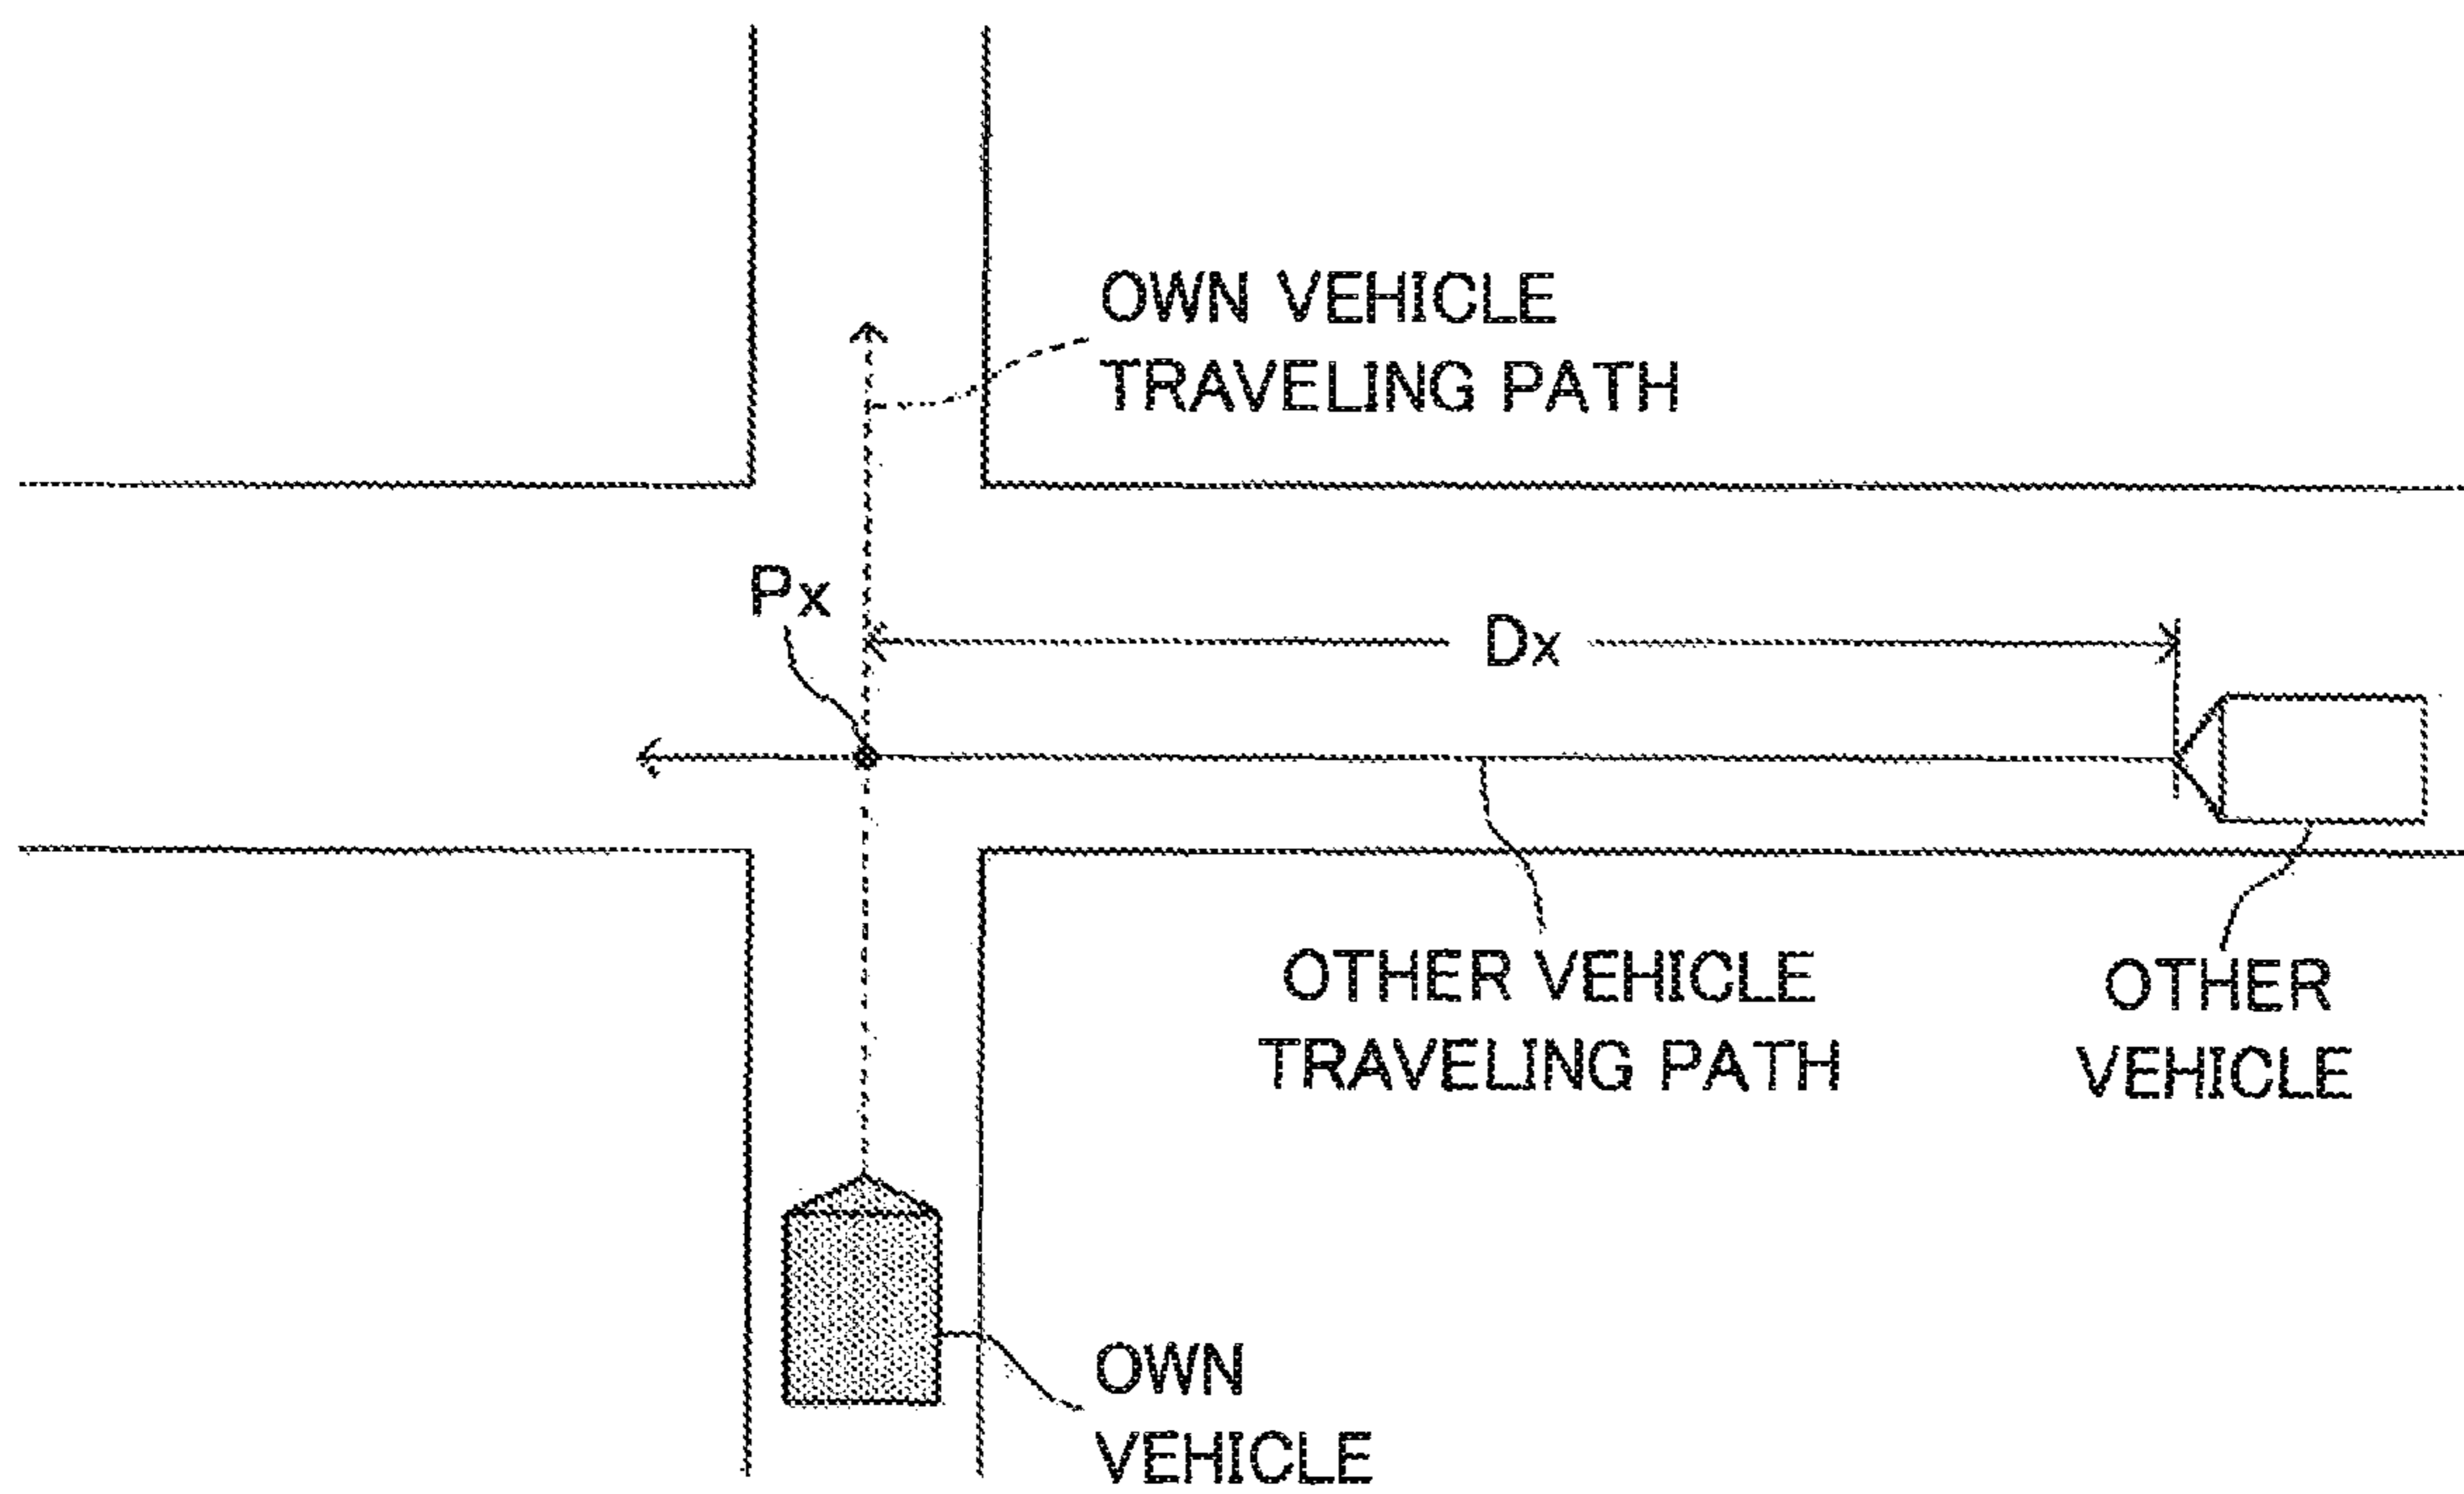 OWN VEHICLE
TRAVELING PATH
Px
Dx
OTHER VEHICLE
TRAVELING PATH
OTHER
VEHICLE
OWN
VEHICLE